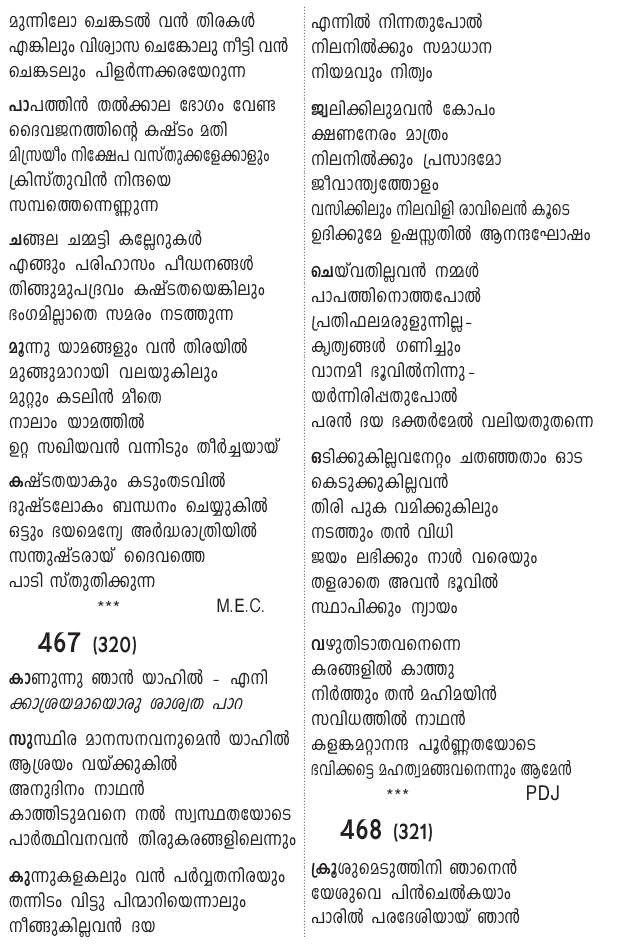 മുന്നിലോ ചെങ്കടൽ വൻ തിരകൾ
എങ്കിലും വിശ്വാസ ചെങ്കോലു നീട്ടി വൻ
ചെങ്കടലും പിളർന്നക്കരയേറുന്ന
പാപത്തിൻ തൽക്കാല ഭോഗം വേണ്ട
ദൈവജനത്തിന്റെ കഷ്ടം മതി
മിസ്രയീം നിക്ഷേപ വസ്തുക്കളേക്കാളും
ക്രിസ്തുവിൻ നിന്ദയെ
സമ്പത്തെന്നെണ്ണുന്ന
ചങ്ങല ചമ്മട്ടി കല്ലേറുകൾ
എങ്ങും പരിഹാസം പീഡനങ്ങൾ
തിങ്ങുമുപദ്രവം കഷ്ടതയെങ്കിലും
ഭംഗമില്ലാതെ സമരം നടത്തുന്ന
മൂന്നു യാമങ്ങളും വൻ തിരയിൽ
മുങ്ങുമാറായി വലയുകിലും
മുറ്റും കടലിൻ മീതെ
നാലാം യാമത്തിൽ
ഉറ്റ സഖിയവൻ വന്നിടും തീർച്ചയായ്
കഷ്ടതയാകും കടുംതടവിൽ
ദുഷ്ടലോകം ബന്ധനം ചെയ്യുകിൽ
ഒട്ടും ഭയമെന്യേ അർദ്ധരാത്രിയിൽ
സന്തുഷ്ടരായ് ദൈവത്തെ
പാടി സ്തുതിക്കുന്ന
*** M.E.C.
467 (320)
കാണുന്നു ഞാൻ യാഹിൽ - എനി
ക്കാശ്രയമായൊരു ശാശ്വത പാറ
സുസ്ഥിര മാനസനവനുമെൻ യാഹിൽ
ആശ്രയം വയ്ക്കുകിൽ
അനുദിനം നാഥൻ
കാത്തിടുമവനെ നൽ സ്വസ്ഥതയോടെ
പാർത്ഥിവനവൻ തിരുകരങ്ങളിലെന്നും
കുന്നുകളകലും വൻ പർവ്വതനിരയും
തന്നിടം വിട്ടു പിന്മാറിയെന്നാലും
നീങ്ങുകില്ലവൻ ദയ
എന്നിൽ നിന്നതുപോൽ
നിലനിൽക്കും സമാധാന
നിയമവും നിത്യം
ജ്വലിക്കിലുമവൻ കോപം
ക്ഷണനേരം മാത്രം
നിലനിൽക്കും പ്രസാദമോ
ജീവാന്ത്യത്തോളം
വസിക്കിലും നിലവിളി രാവിലെൻ കൂടെ
ഉദിക്കുമേ ഉഷസ്സതിൽ ആനന്ദഘോഷം
ചെയ്‌വതില്ലവൻ നമ്മൾ
പാപത്തിനൊത്തപോൽ
പ്രതിഫലമരുളുന്നില്ല-
കൃത്യങ്ങൾ ഗണിച്ചും
വാനമീ ഭൂവിൽനിന്നു-
യർന്നിരിപ്പതുപോൽ
പരൻ ദയ ഭക്തർമേൽ വലിയതുതന്നെ
ഒടിക്കുകില്ലവനേറ്റം ചതഞ്ഞതാം ഓട
കെടുക്കുകില്ലവൻ
തിരി പുക വമിക്കുകിലും
നടത്തും തൻ വിധി
ജയം ലഭിക്കും നാൾ വരെയും
തളരാതെ അവൻ ഭൂവിൽ
സ്ഥാപിക്കും ന്യായം
വഴുതിടാതവനെന്നെ
കരങ്ങളിൽ കാത്തു
നിർത്തും തൻ മഹിമയിൻ
സവിധത്തിൽ നാഥൻ
കളങ്കമറ്റാനന്ദ പൂർണ്ണതയോടെ
ഭവിക്കട്ടെ മഹത്വമങ്ങവനെന്നും ആമേൻ
*** PDJ
468 (321)
ക്രൂശുമെടുത്തിനി ഞാനെൻ
യേശുവെ പിൻചെൽകയാം
പാരിൽ പരദേശിയായ് ഞാൻ